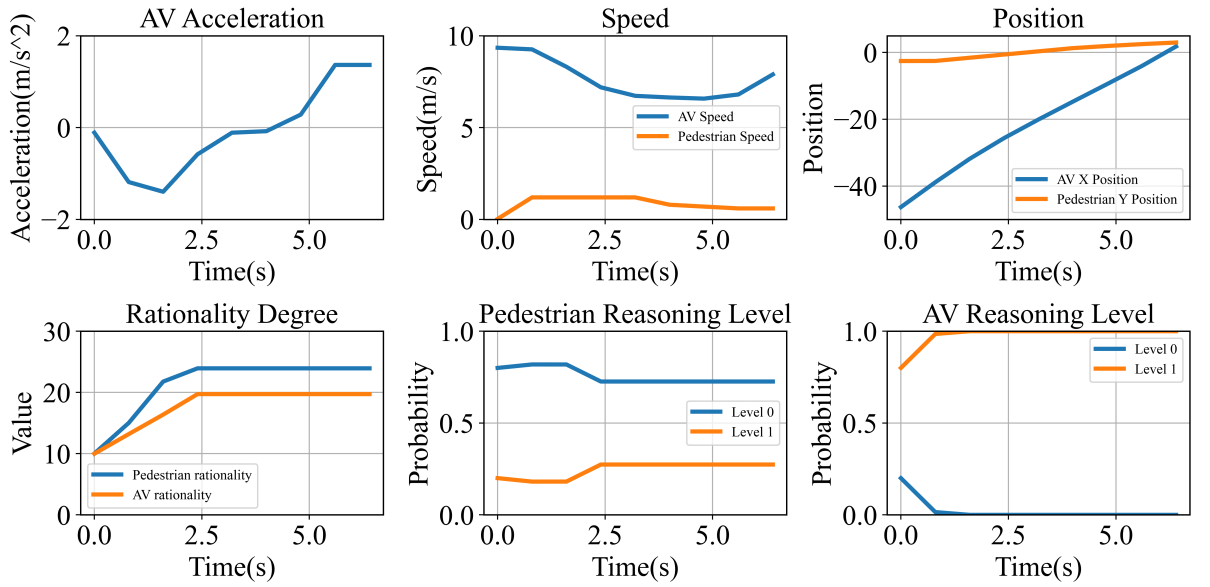 AV Acceleration
Acceleration(m/s^2)
2
0
−2
0.0 2.5 5.0
Time(s)
Speed
Speed(m/s)
10
5
0
AV Speed
Pedestrian Speed
0.0 2.5 5.0
Time(s)
Position
Position
0
−20
−40
AV X Position
Pedestrian Y Position
0.0 2.5 5.0
Time(s)
Rationality Degree
Value
30
20
10
0
Pedestrian rationality
AV rationality
0.0 2.5 5.0
Time(s)
Pedestrian Reasoning Level
Probability
1.0
0.5
0.0
Level 0
Level 1
0.0 2.5 5.0
Time(s)
AV Reasoning Level
Probability
1.0
0.5
0.0
Level 0
Level 1
0.0 2.5 5.0
Time(s)